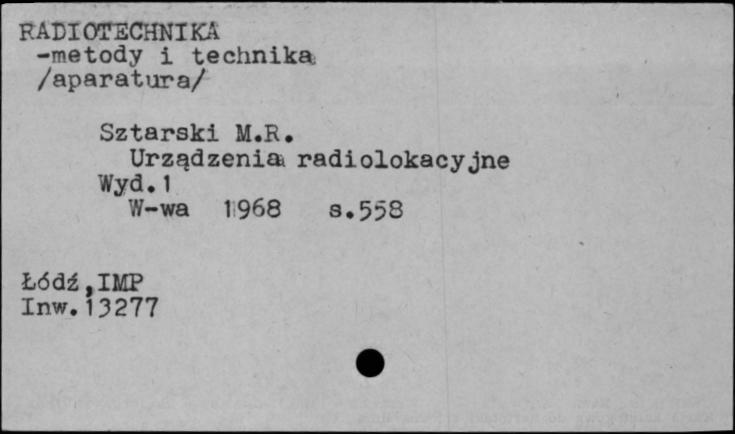 RADIOTECHNIKA
-metody i technika
/aparatura/
Sztarski M.R.
Urządzenia radiolokacyjne
Wyd.1
W-wa 1968 s.558
Łódź,IMP
Inw.13277